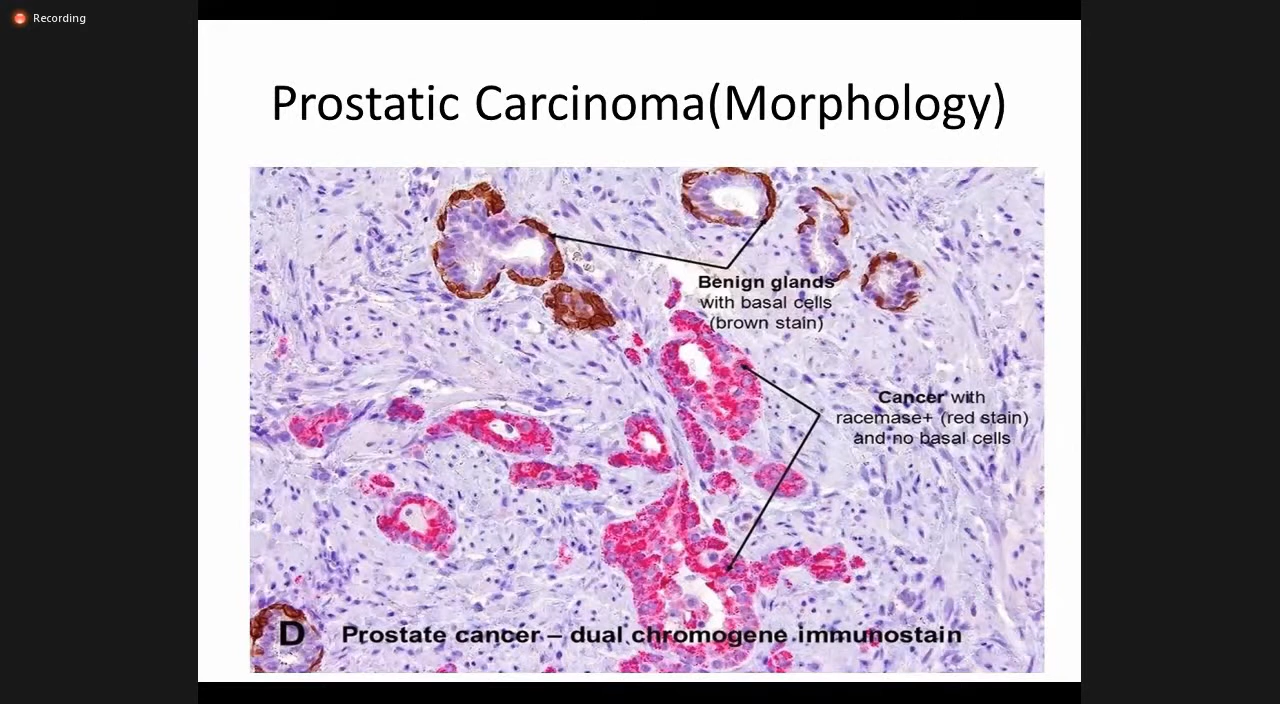 Recording
Prostatic Carcinoma(Morphology)
Benign glands
with basal cells
(brown stain)
Cancer with
racemase+ (red stain)
and no basal cells
D
Prostate cancer – dual chromogene immunostain